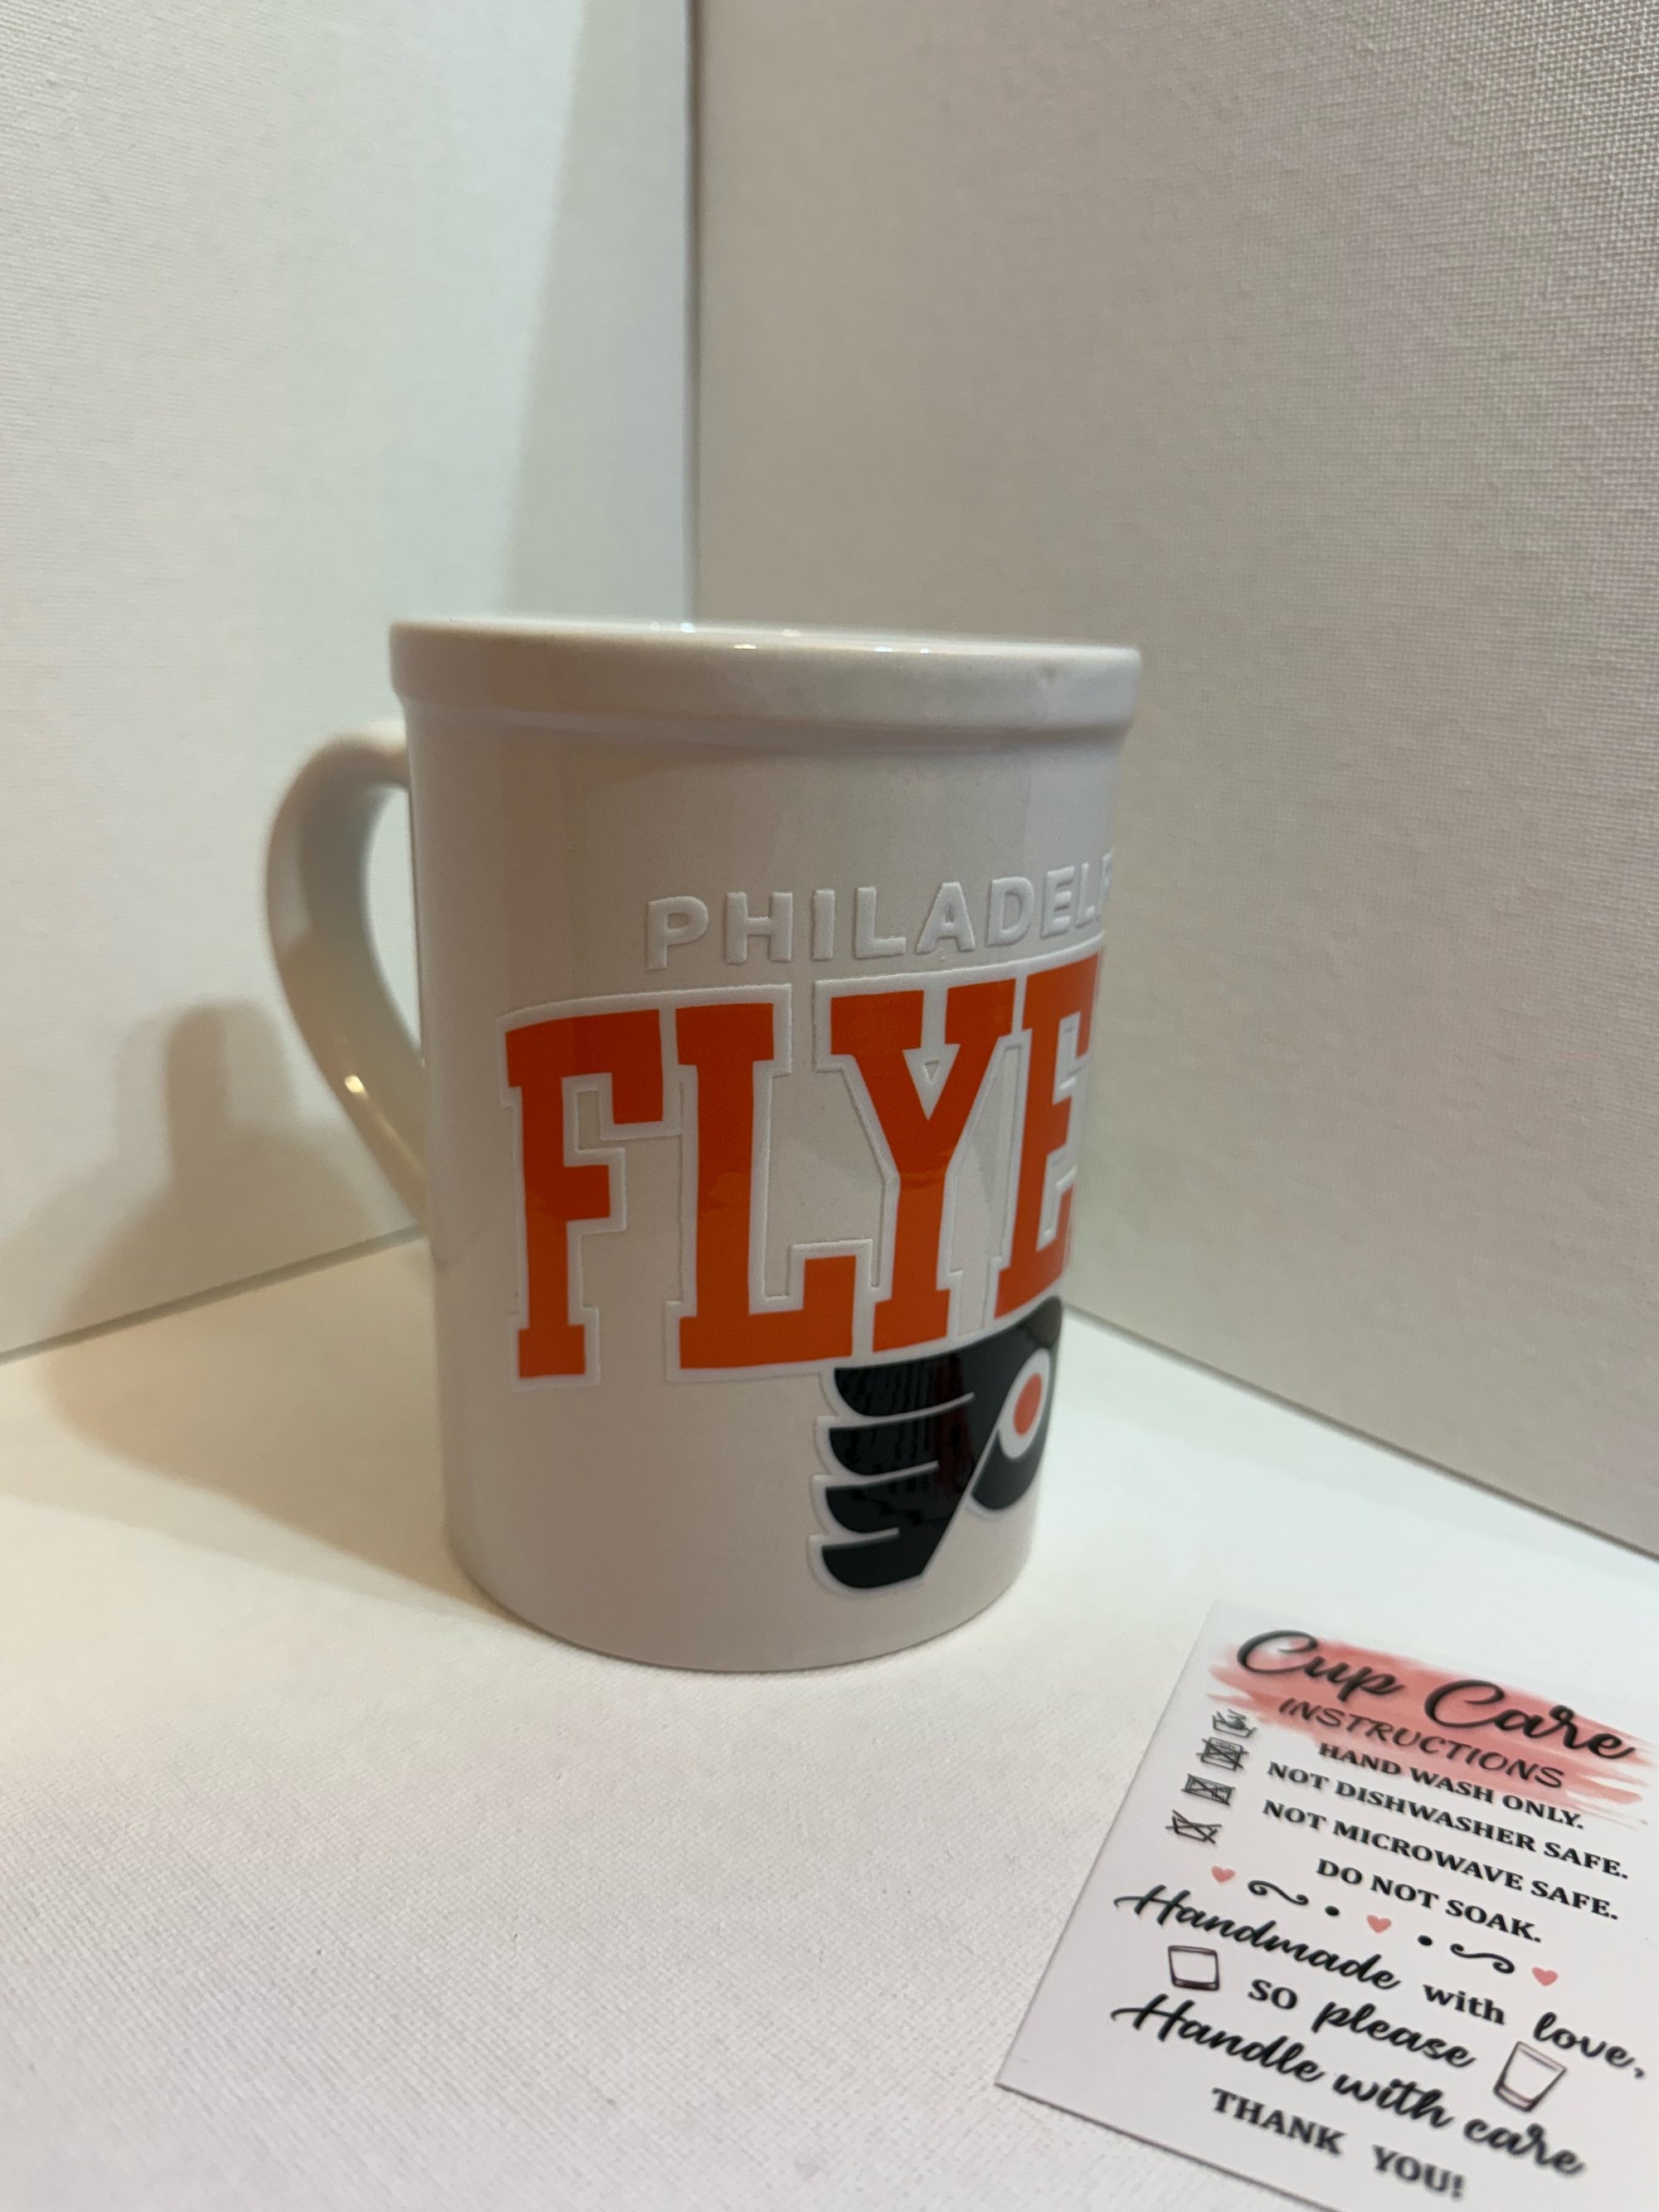 PHILADELP
FLYE
Cup Care
INSTRUCTIONS
HAND WASH ONLY.
NOT DISHWASHER SAFE.
NOT MICROWAVE SAFE.
DO NOT SOAK.
Handmade with love,
so please
Handle with care
THANK YOU!